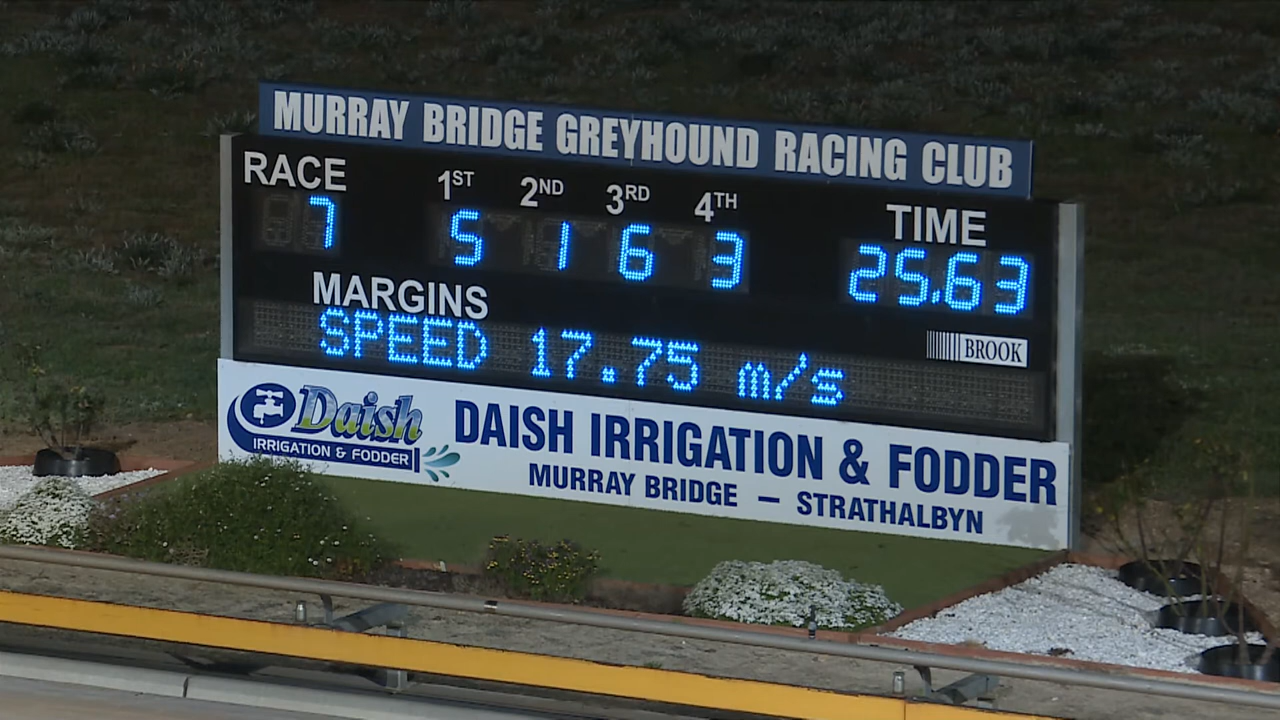 MURRAY BRIDGE GREYHOUND RACING CLUB
RACE 1ST 2ND 3RD 4TH TIME
7 5 1 6 3 25.63
MARGINS
SPEED 17.75 m/s
BROOK
Daish
IRRIGATION & FODDER
DAISH IRRIGATION & FODDER
MURRAY BRIDGE – STRATHALBYN